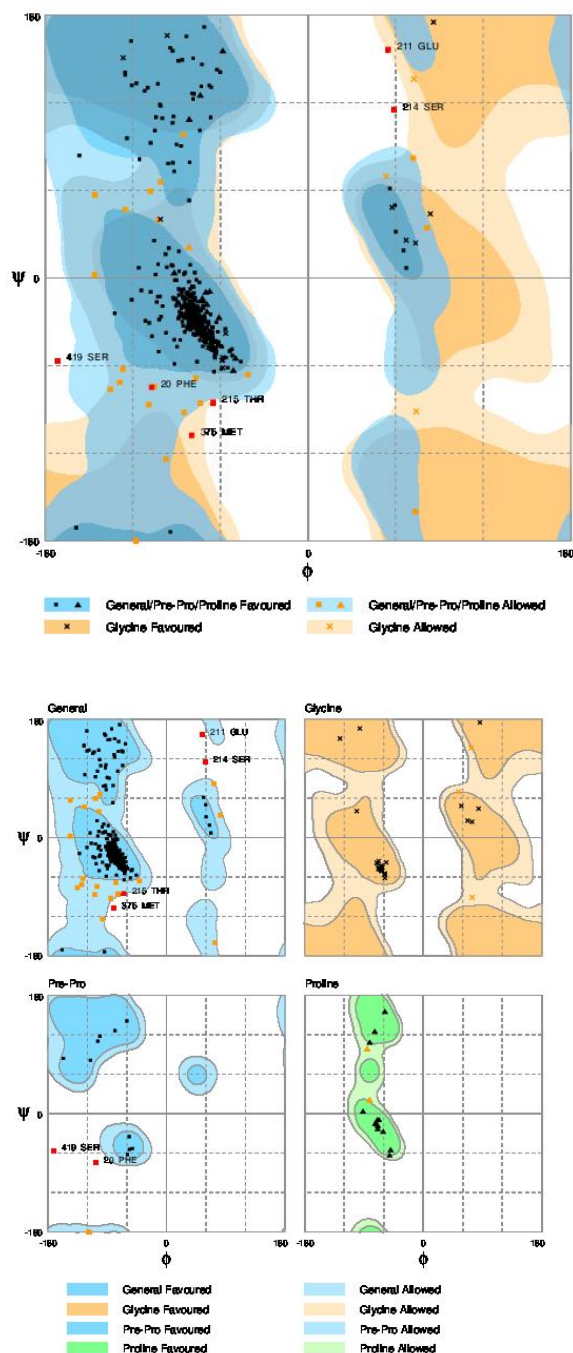 180
211 GLU
214 SER
Ψ
0
419 SER
20 PHE
215 THR
375 MET
-180
-180
0
180
Φ
General/Pre-Pro/Proline Favoured
General/Pre-Pro/Proline Allowed
Glycine Favoured
Glycine Allowed
General
Glycine
180
211 GLU
214 SER
Ψ
0
215 THR
375 MET
-180
Pre-Pro
Proline
180
Ψ
0
419 SER
20 PHE
-180
-180
0
180
-180
0
180
Φ
Φ
General Favoured
General Allowed
Glycine Favoured
Glycine Allowed
Pre-Pro Favoured
Pre-Pro Allowed
Proline Favoured
Proline Allowed